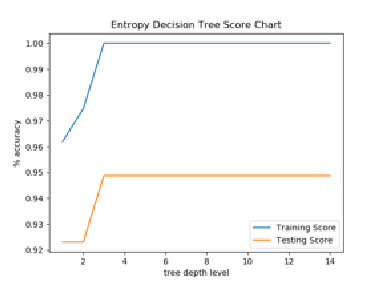 Entropy Decision Tree Score Chart
1.00
0.99
0.98
0.97
0.96
0.95
0.94
0.93
0.92
% accuracy
Training Score
Testing Score
2 4 6 8 10 12 14
tree depth level